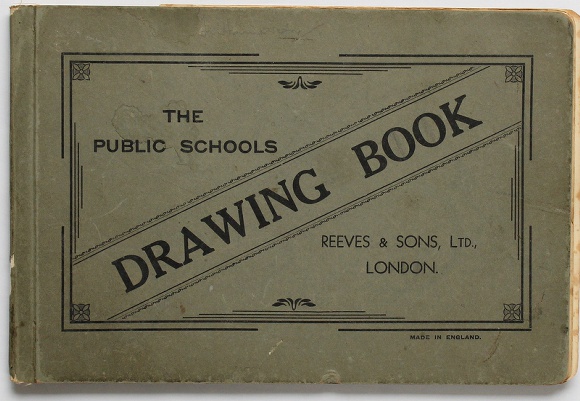 THE
PUBLIC SCHOOLS
DRAWING BOOK
REEVES & SONS, LTD.,
LONDON.
MADE IN ENGLAND.